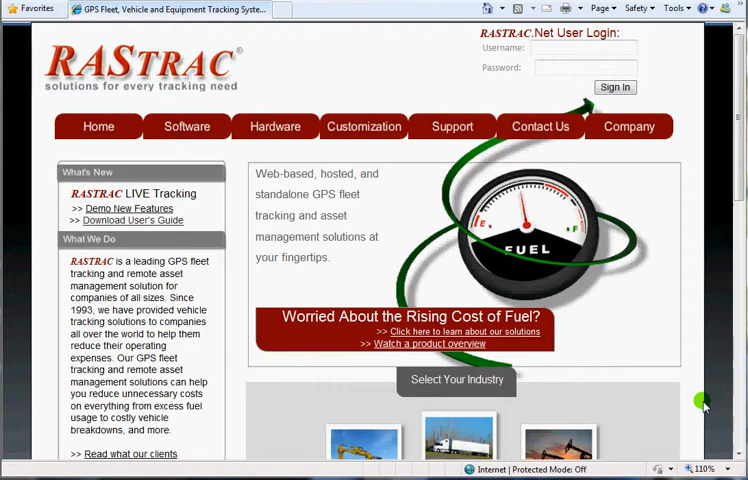 Favorites
GPS Fleet, Vehicle and Equipment Tracking Syste...
Page
Safety
Tools
RASTRAC®
solutions for every tracking need
RASTRAC.Net User Login:
Username:
Password:
Sign In
Home
Software
Hardware
Customization
Support
Contact Us
Company
What's New
RASTRAC LIVE Tracking
>> Demo New Features
>> Download User's Guide
What We Do
RASTRAC is a leading GPS fleet
tracking and remote asset
management solution for
companies of all sizes. Since
1993, we have provided vehicle
tracking solutions to companies
all over the world to help them
reduce their operating
expenses. Our GPS fleet
tracking and remote asset
management solutions can help
you reduce unnecessary costs
on everything from excess fuel
usage to costly vehicle
breakdowns, and more.
>> Read what our clients
Web-based, hosted, and
standalone GPS fleet
tracking and asset
management solutions at
your fingertips.
E
F
FUEL
Worried About the Rising Cost of Fuel?
>> Click here to learn about our solutions
>> Watch a product overview
Select Your Industry
Internet | Protected Mode: Off
110%